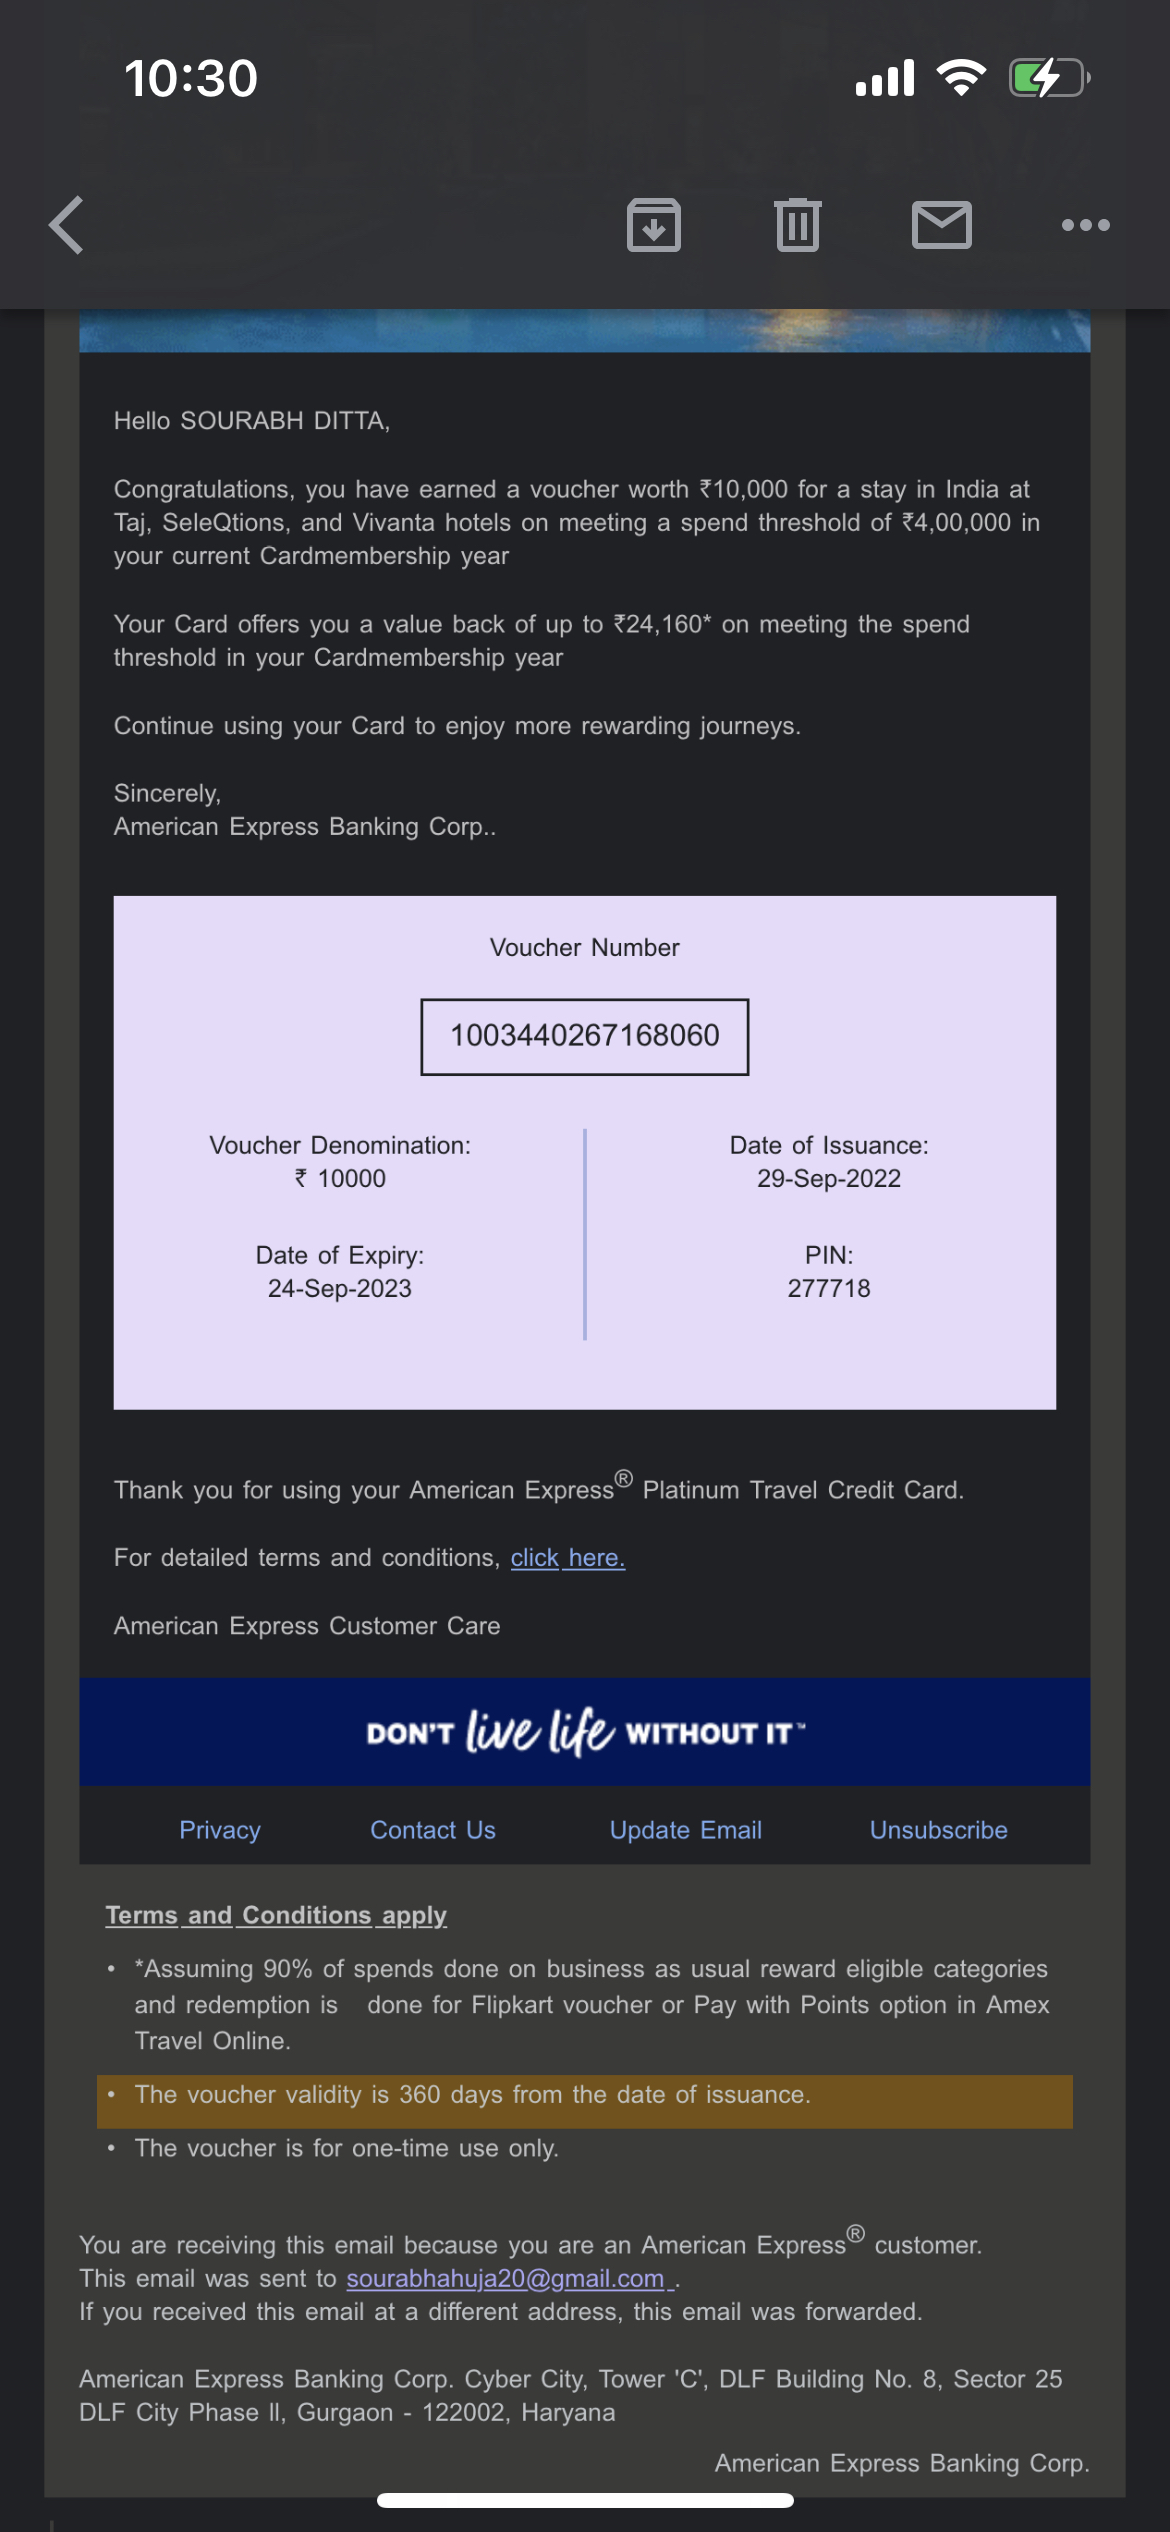 10:30
Hello SOURABH DITTA,
Congratulations, you have earned a voucher worth ₹10,000 for a stay in India at
Taj, SeleQtions, and Vivanta hotels on meeting a spend threshold of ₹4,00,000 in
your current Cardmembership year
Your Card offers you a value back of up to ₹24,160* on meeting the spend
threshold in your Cardmembership year
Continue using your Card to enjoy more rewarding journeys.
Sincerely,
American Express Banking Corp..
Voucher Number
1003440267168060
Voucher Denomination:
₹ 10000
Date of Issuance:
29-Sep-2022
Date of Expiry:
24-Sep-2023
PIN:
277718
Thank you for using your American Express® Platinum Travel Credit Card.
For detailed terms and conditions, click here.
American Express Customer Care
DON'T live life WITHOUT IT™
Privacy Contact Us Update Email Unsubscribe
Terms and Conditions apply
• *Assuming 90% of spends done on business as usual reward eligible categories
and redemption is done for Flipkart voucher or Pay with Points option in Amex
Travel Online.
• The voucher validity is 360 days from the date of issuance.
• The voucher is for one-time use only.
You are receiving this email because you are an American Express® customer.
This email was sent to sourabhahuja20@gmail.com .
If you received this email at a different address, this email was forwarded.
American Express Banking Corp. Cyber City, Tower 'C', DLF Building No. 8, Sector 25
DLF City Phase II, Gurgaon - 122002, Haryana
American Express Banking Corp.